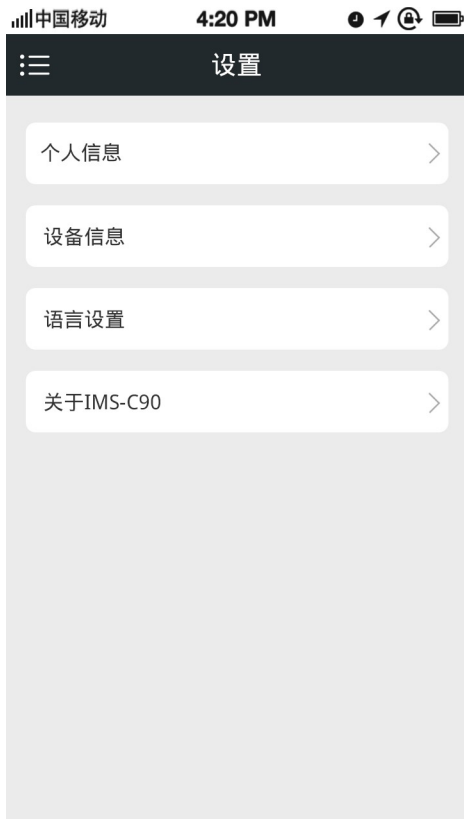 中国移动 4:20 PM
设置
个人信息
设备信息
语言设置
关于IMS-C90